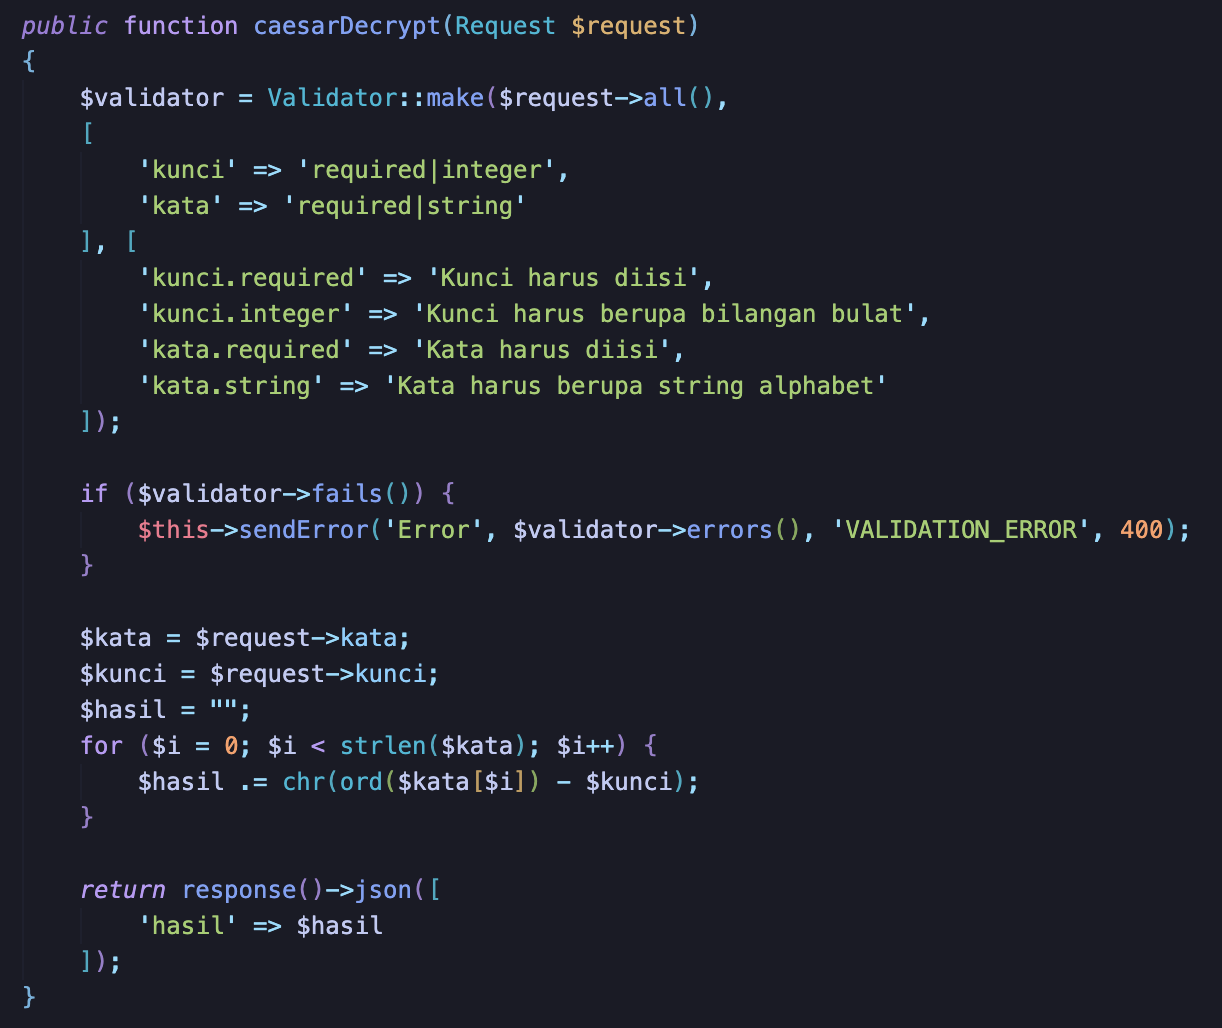 public function caesarDecrypt(Request $request)
{
    $validator = Validator::make($request->all(),
    [
        'kunci' => 'required|integer',
        'kata' => 'required|string'
    ], [
        'kunci.required' => 'Kunci harus diisi',
        'kunci.integer' => 'Kunci harus berupa bilangan bulat',
        'kata.required' => 'Kata harus diisi',
        'kata.string' => 'Kata harus berupa string alphabet'
    ]);

    if ($validator->fails()) {
        $this->sendError('Error', $validator->errors(), 'VALIDATION_ERROR', 400);
    }

    $kata = $request->kata;
    $kunci = $request->kunci;
    $hasil = "";
    for ($i = 0; $i < strlen($kata); $i++) {
        $hasil .= chr(ord($kata[$i]) - $kunci);
    }

    return response()->json([
        'hasil' => $hasil
    ]);
}